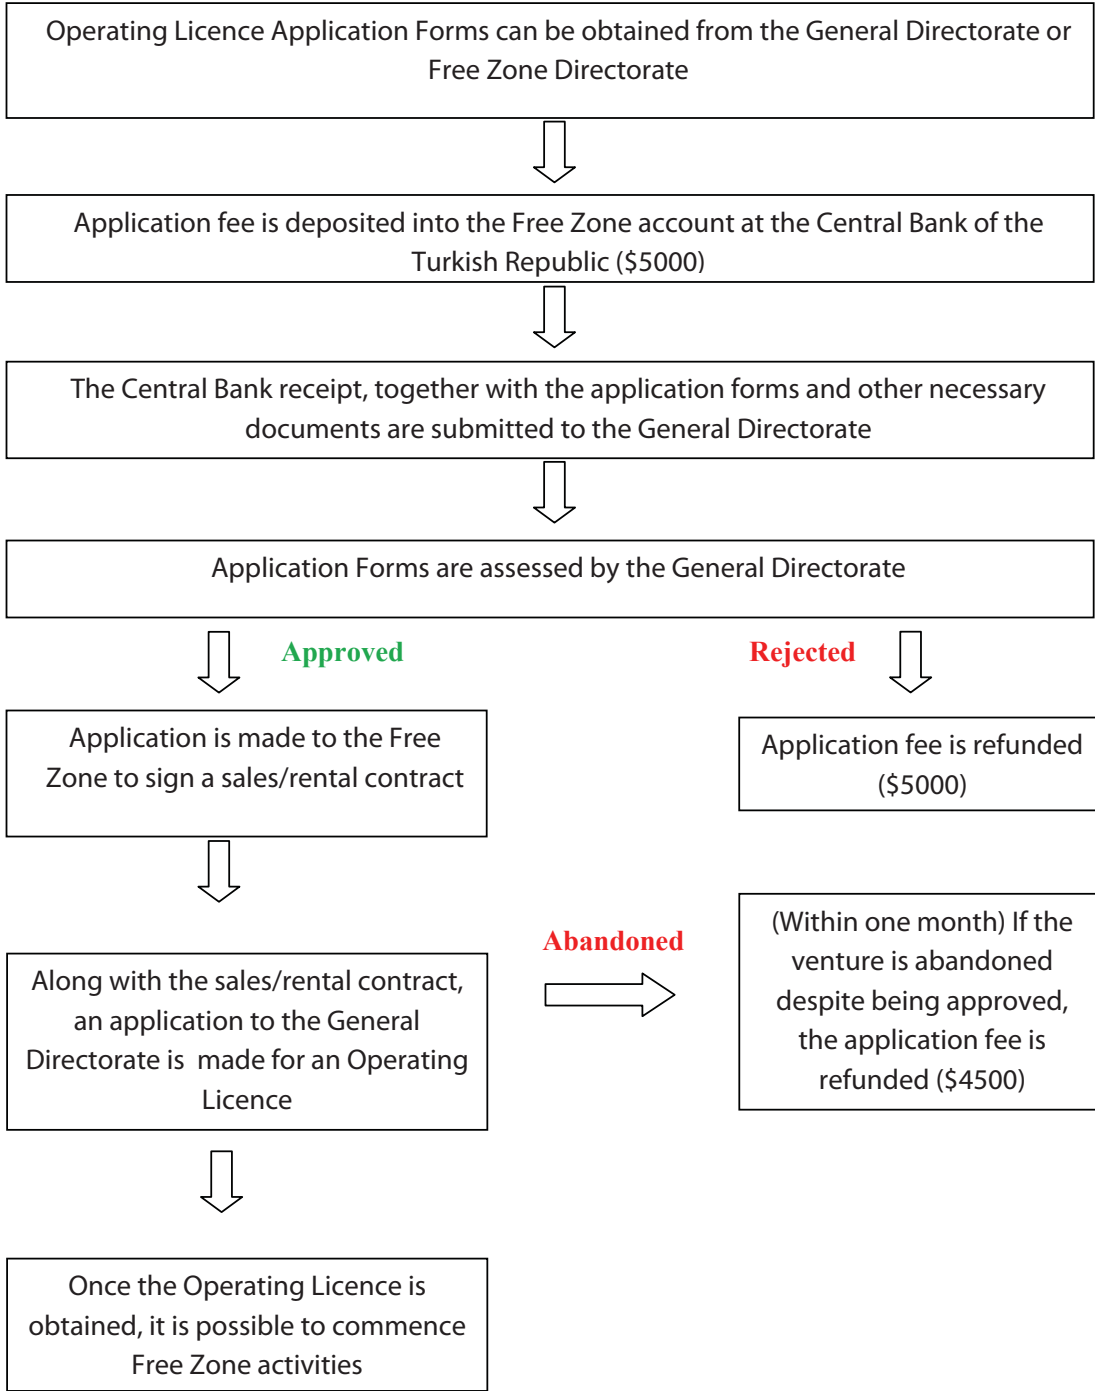 Operating Licence Application Forms can be obtained from the General Directorate or
Free Zone Directorate
Application fee is deposited into the Free Zone account at the Central Bank of the
Turkish Republic ($5000)
The Central Bank receipt, together with the application forms and other necessary
documents are submitted to the General Directorate
Application Forms are assessed by the General Directorate
Approved
Rejected
Application is made to the Free
Zone to sign a sales/rental contract
Application fee is refunded
($5000)
Along with the sales/rental contract,
an application to the General
Directorate is  made for an Operating
Licence
Abandoned
(Within one month) If the
venture is abandoned
despite being approved,
the application fee is
refunded ($4500)
Once the Operating Licence is
obtained, it is possible to commence
Free Zone activities